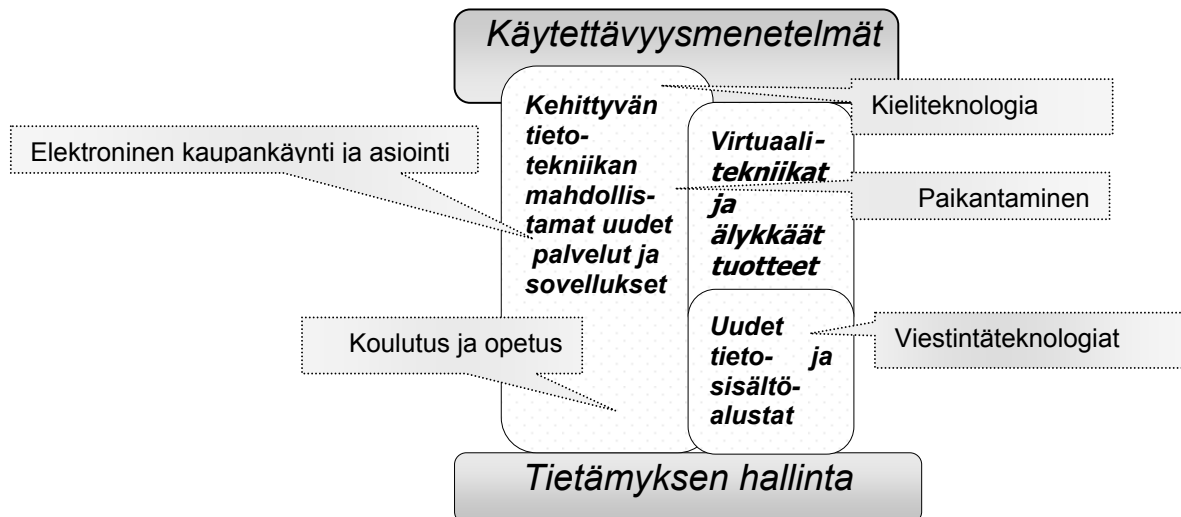 Käytettävyysmenetelmät
Kehittyvän
tieto-
tekniikan
mahdollis-
tamat uudet
palvelut ja
sovellukset
Virtuaali-
tekniikat
ja
älykkäät
tuotteet
Uudet
tieto- ja
sisältö-
alustat
Kieliteknologia
Elektroninen kaupankäynti ja asiointi
Paikantaminen
Koulutus ja opetus
Viestintäteknologiat
Tietämyksen hallinta